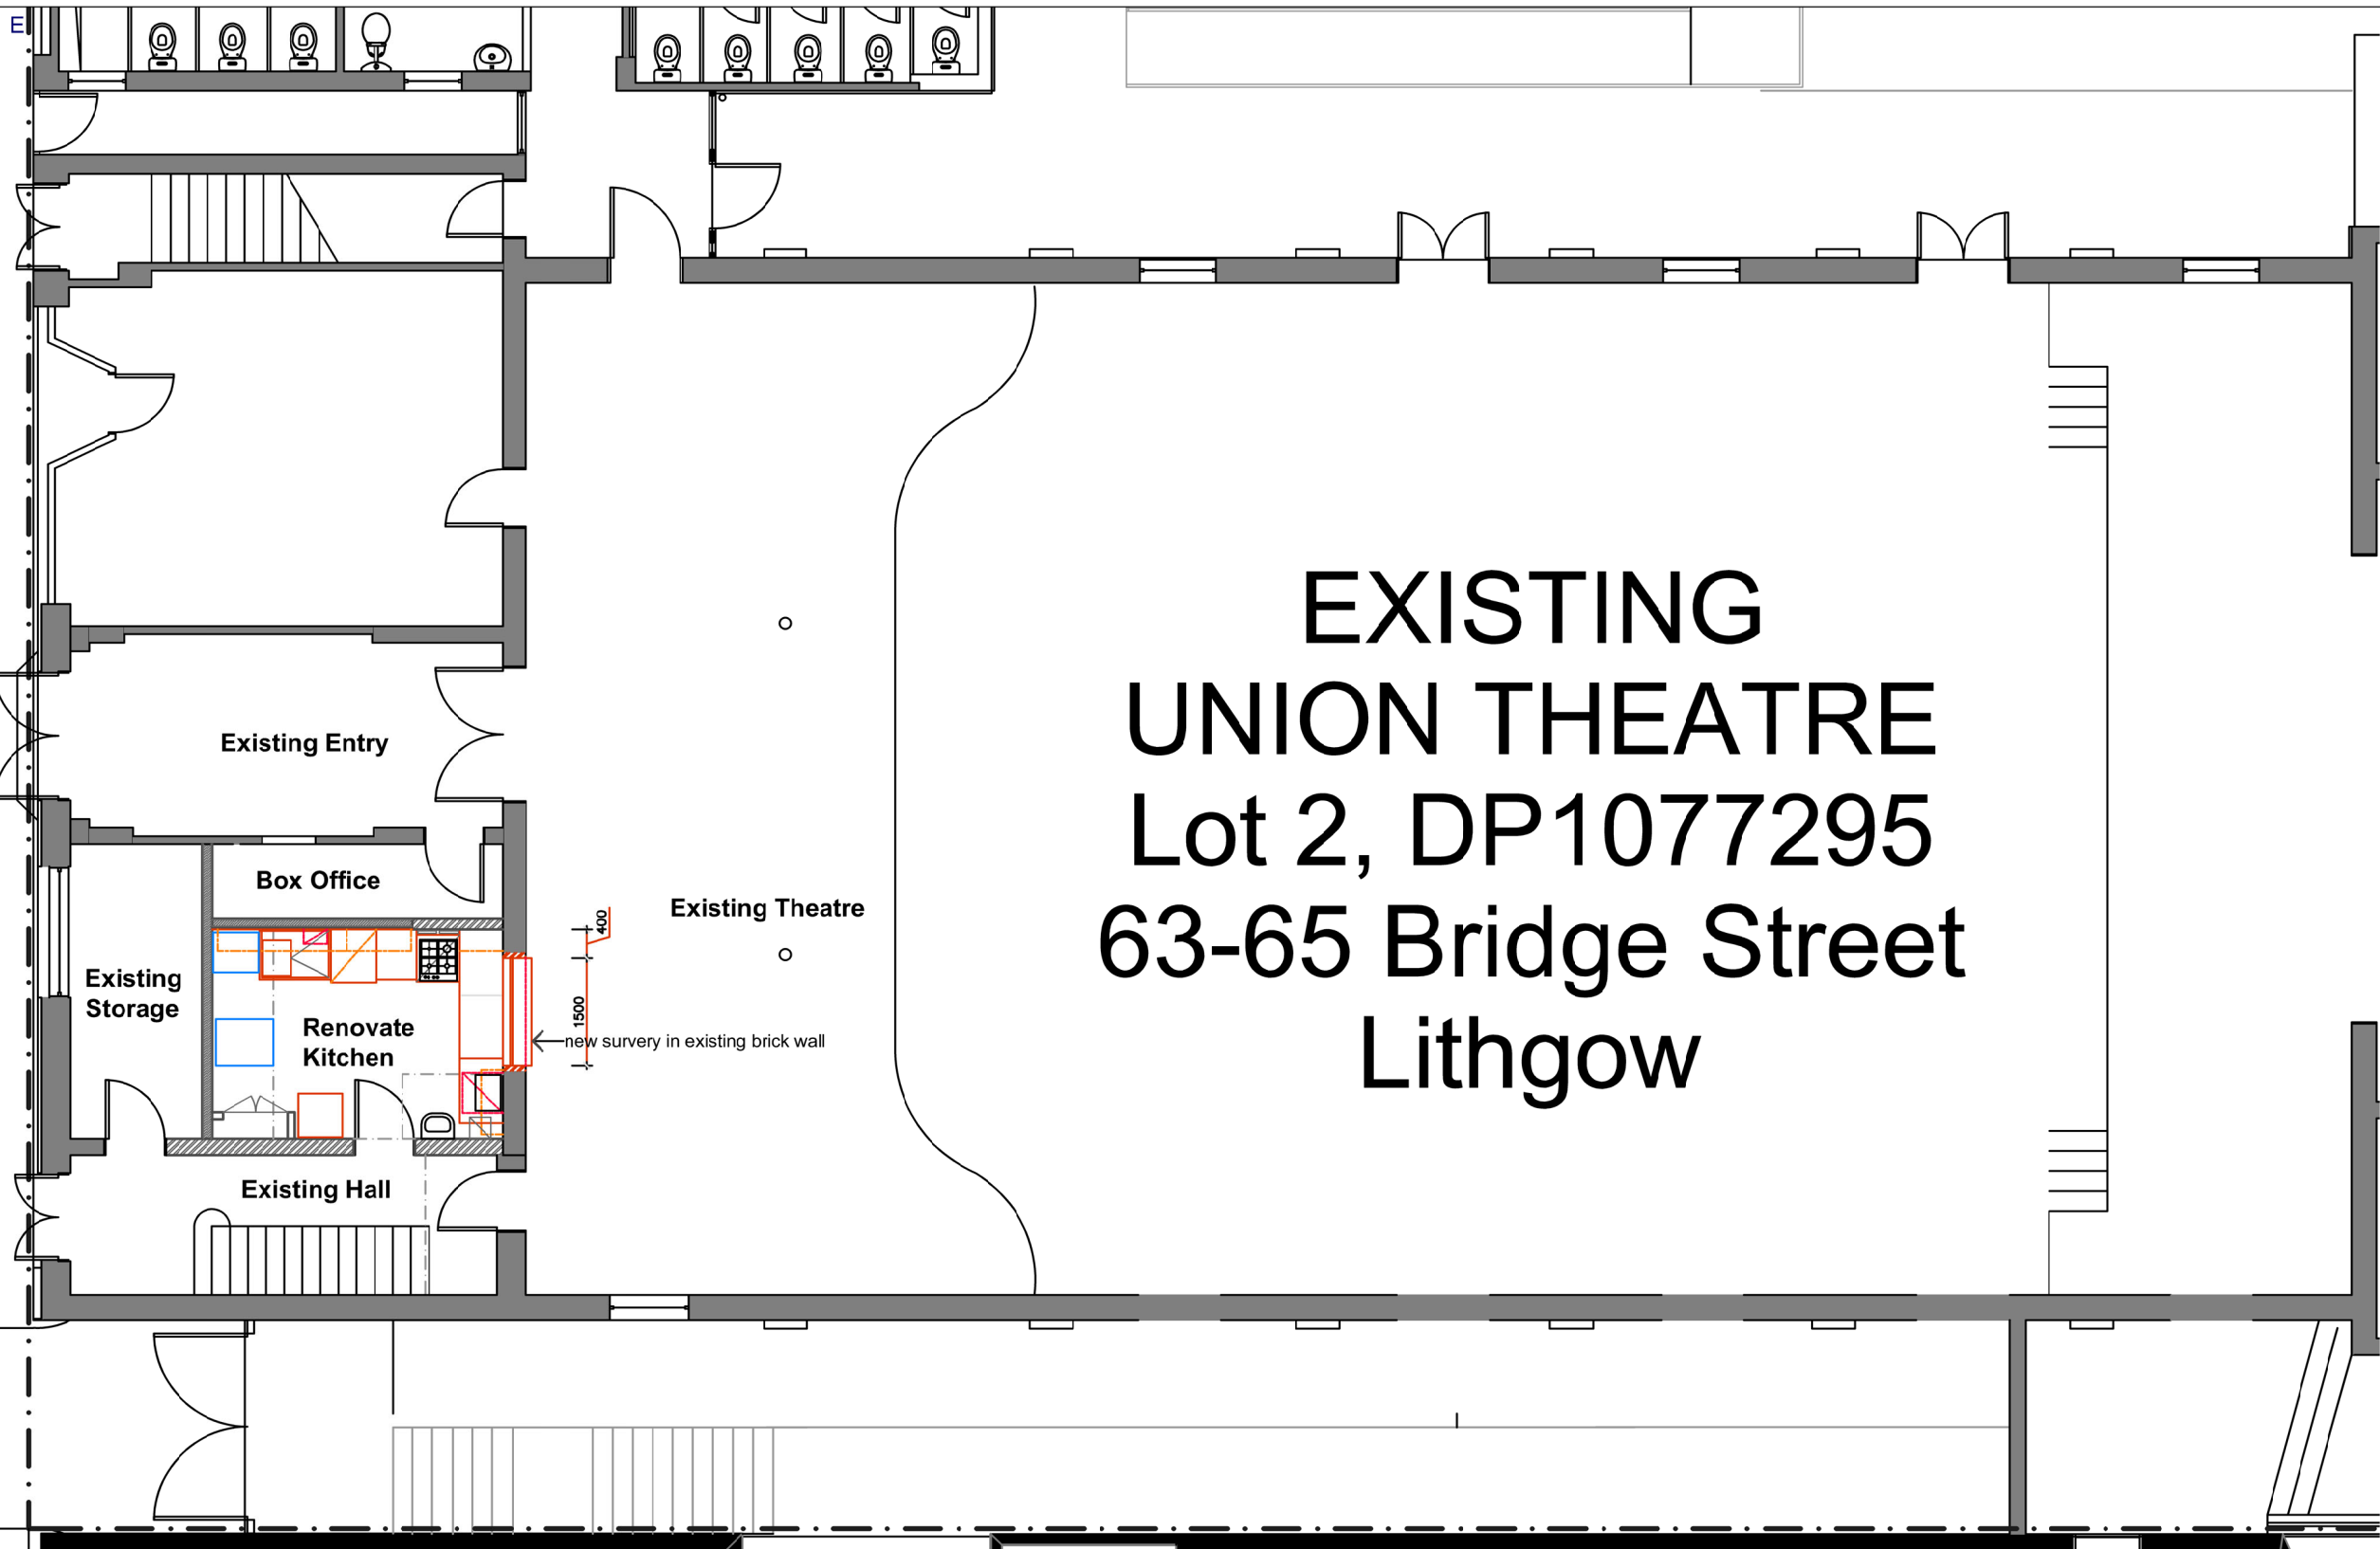 E
EXISTING
UNION THEATRE
Lot 2, DP1077295
63-65 Bridge Street
Lithgow
Existing Entry
Box Office
Existing Theatre
400
Existing
Storage
Renovate
Kitchen
1500
new survery in existing brick wall
Existing Hall